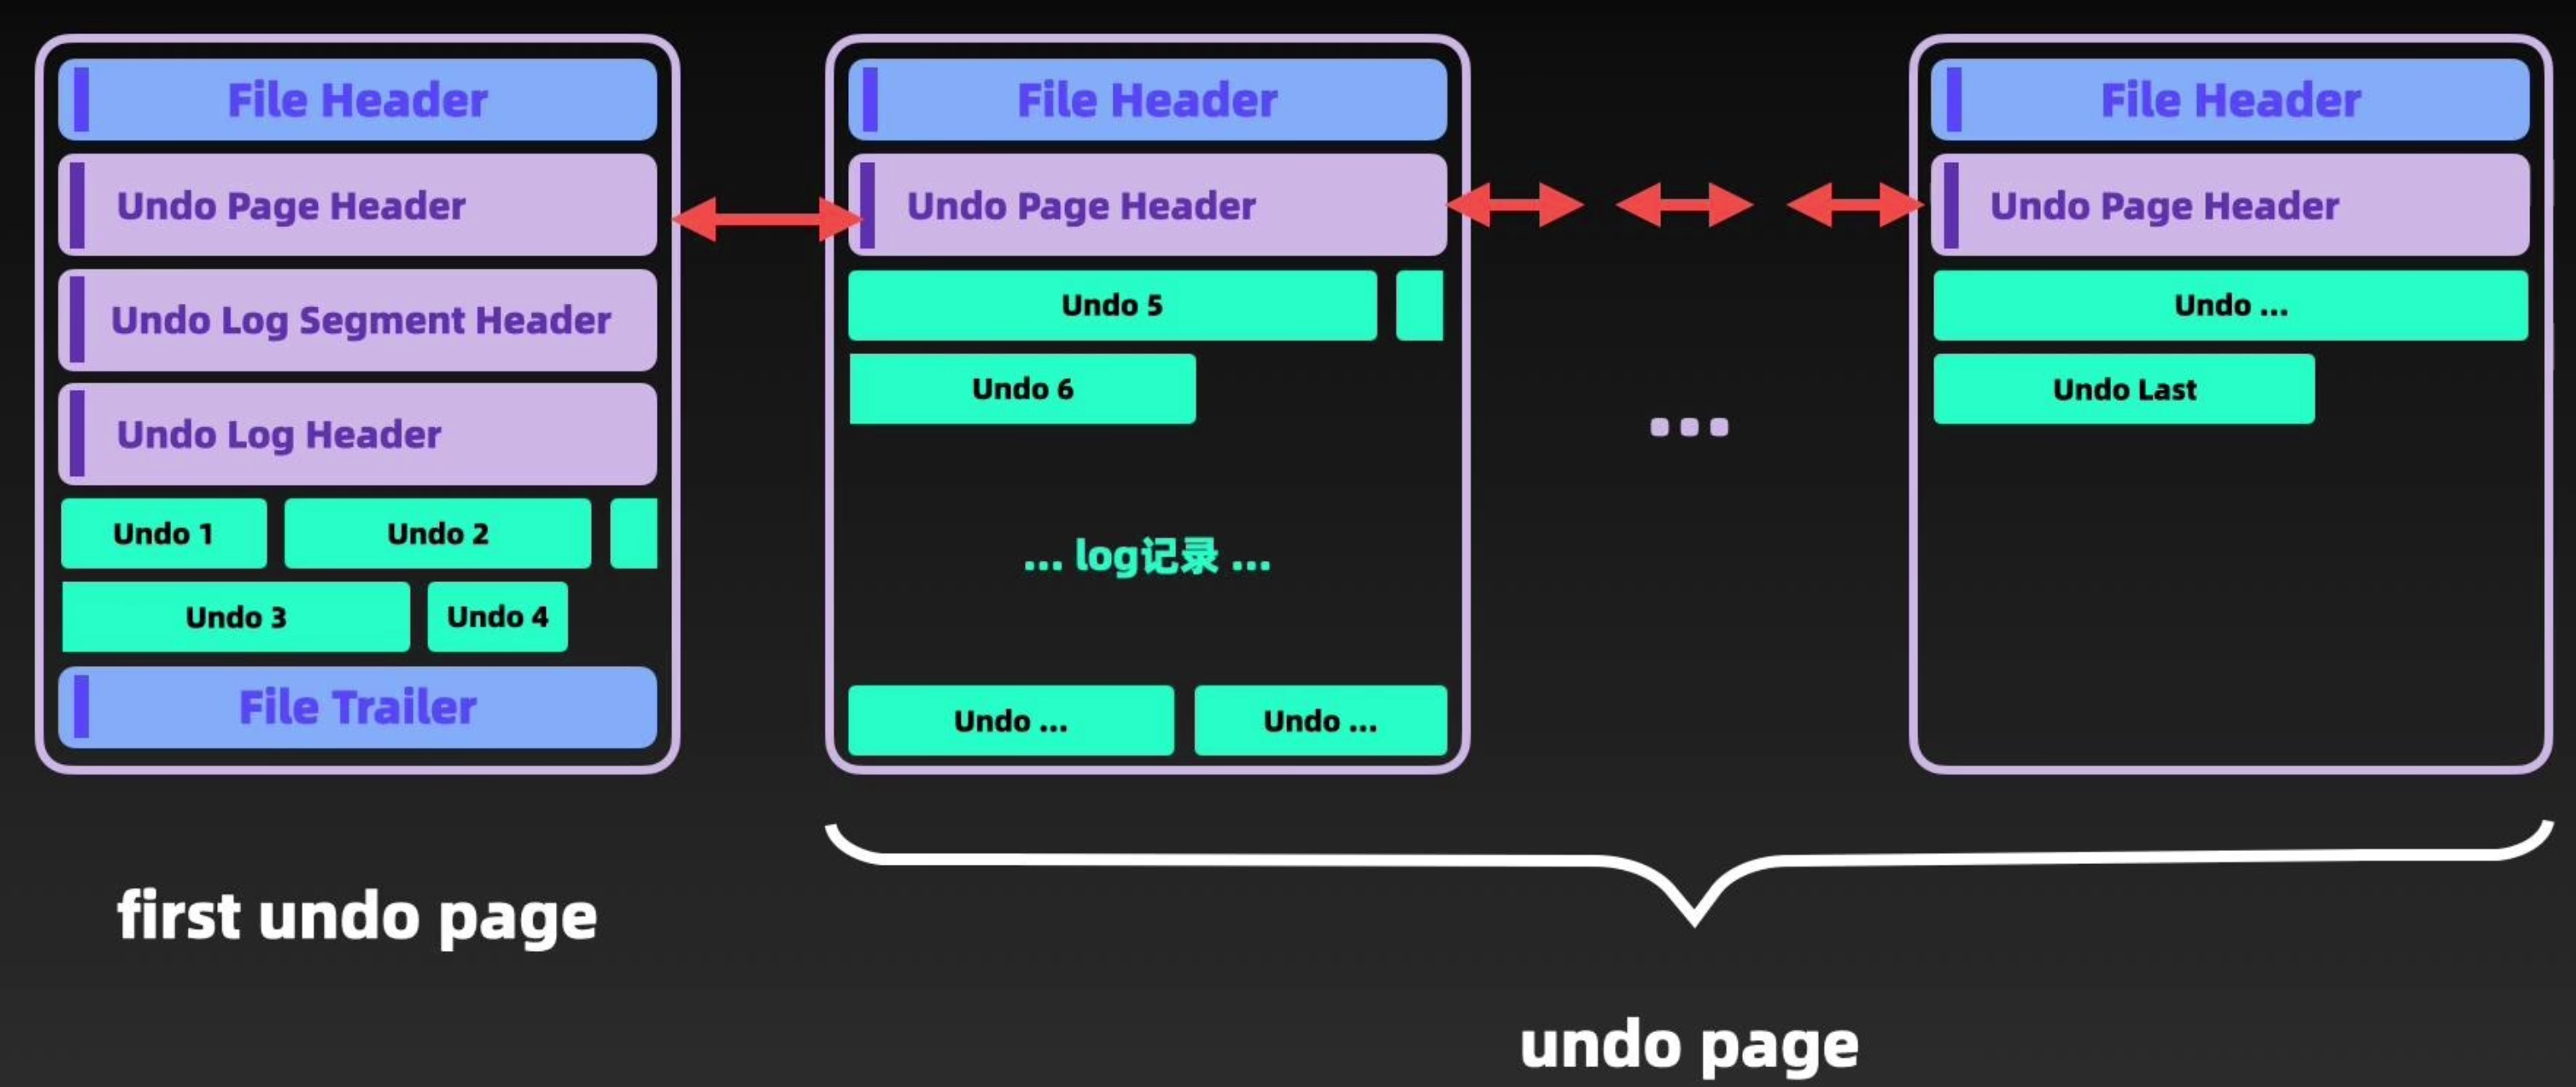 File Header
Undo Page Header
Undo Log Segment Header
Undo Log Header
Undo 1
Undo 2
Undo 3
Undo 4
File Trailer
first undo page
File Header
Undo Page Header
Undo 5
Undo 6
... log记录 ...
Undo ...
Undo ...
...
File Header
Undo Page Header
Undo ...
Undo Last
undo page